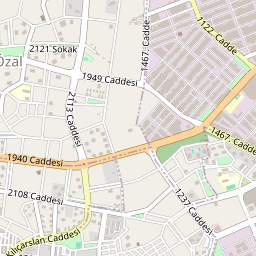 1122. Cadde
2121 Sokak
1467. Cadde
Özal
1949 Caddesi
2113 Caddesi
1467. Cadde
1940 Caddesi
2108 Caddesi
1237 Caddesi
Kılıçarslan Caddesi